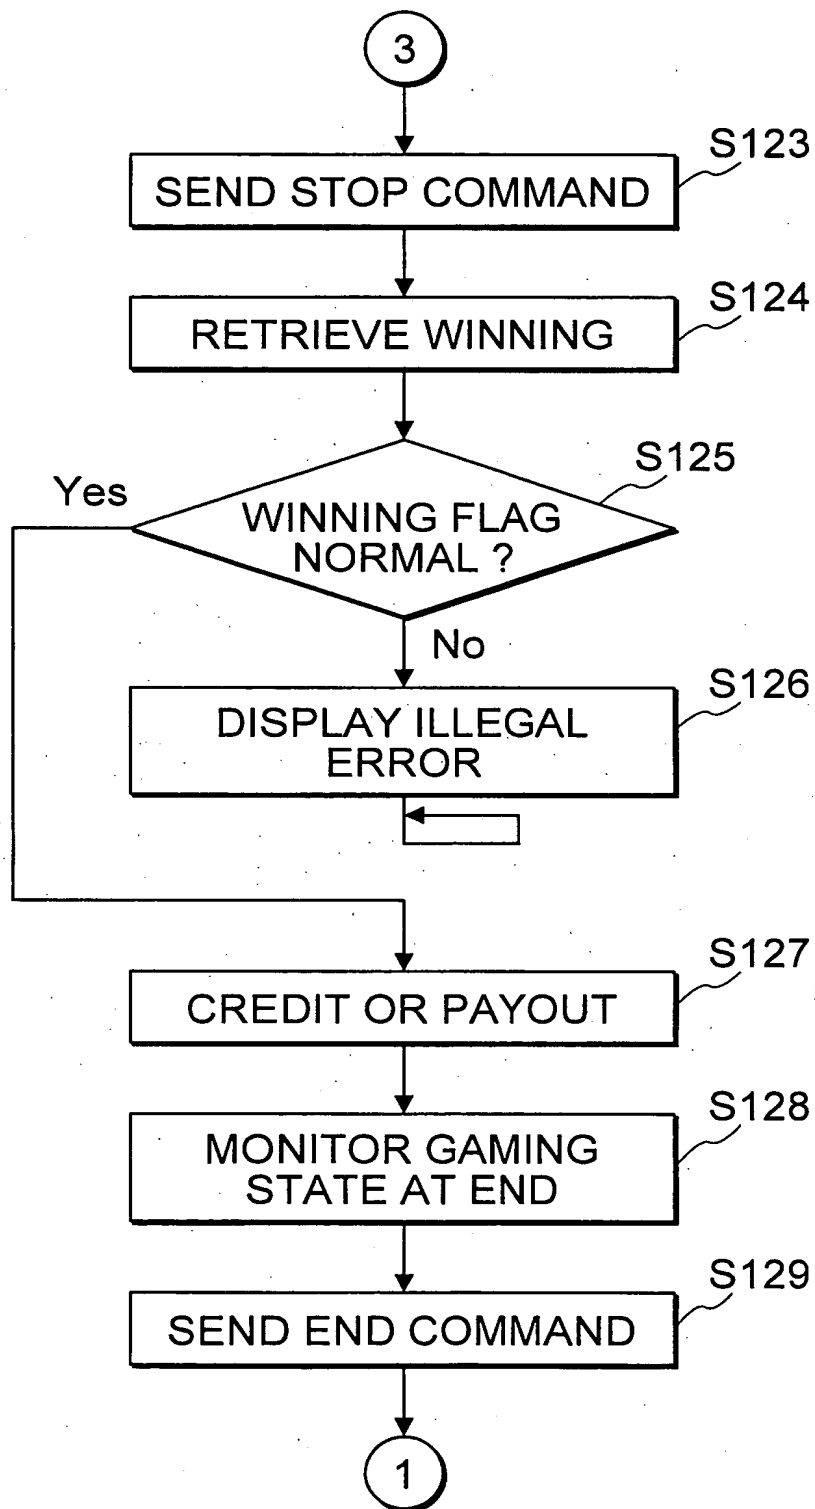 3
S123
SEND STOP COMMAND
S124
RETRIEVE WINNING
S125
Yes
WINNING FLAG
NORMAL ?
No
S126
DISPLAY ILLEGAL
ERROR
S127
CREDIT OR PAYOUT
S128
MONITOR GAMING
STATE AT END
S129
SEND END COMMAND
1